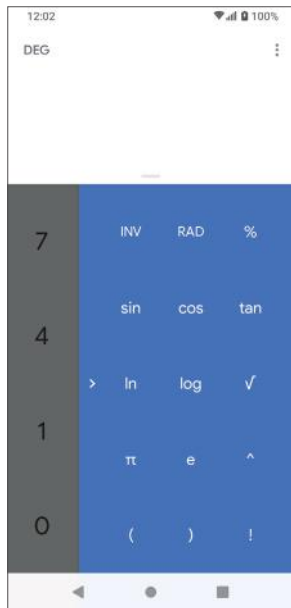 12:02 100%
DEG
7 INV RAD %
sin cos tan
4
> ln log √
1
π e ^
0
( ) !